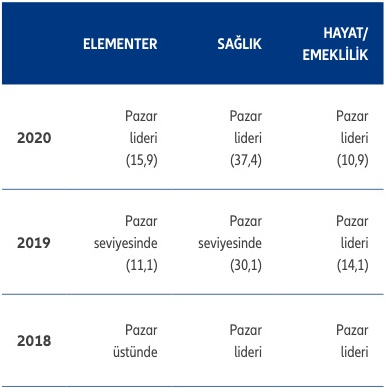 ELEMENTER SAĞLIK HAYAT/
EMEKLİLİK
2020 Pazar lideri (15,9) Pazar lideri (37,4) Pazar lideri (10,9)
2019 Pazar seviyesinde (11,1) Pazar seviyesinde (30,1) Pazar lideri (14,1)
2018 Pazar üstünde Pazar lideri Pazar lideri